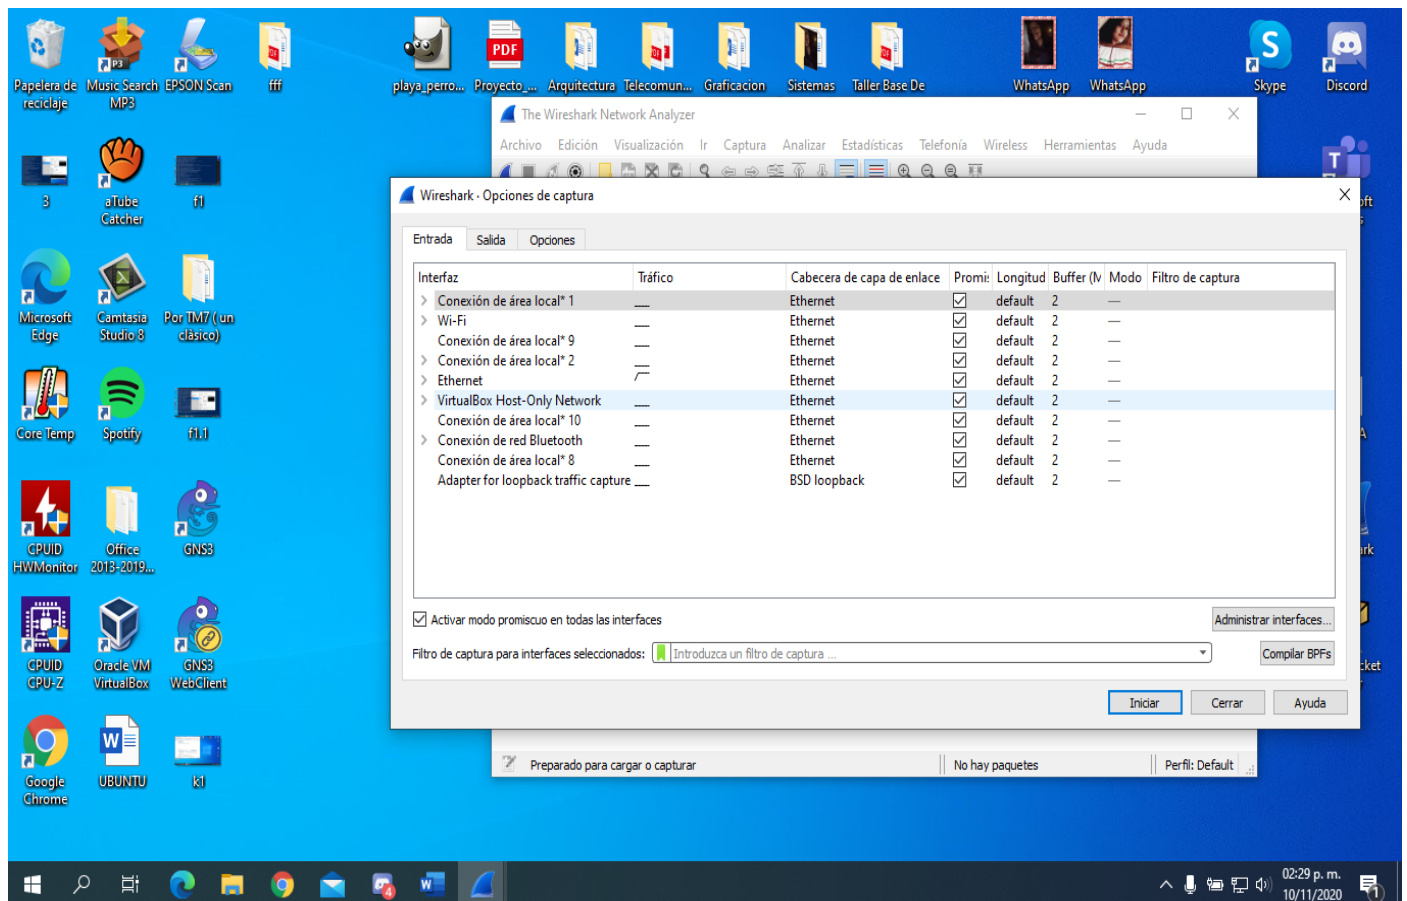 Papelera de reciclaje
Music Search MP3
EPSON Scan
fff
playa_perro...
Proyecto_...
Arquitectura
Telecomun...
Graficacion
Sistemas
Taller Base De
WhatsApp
WhatsApp
Skype
Discord
PDF
3
aTube Catcher
f1
Microsoft Edge
Camtasia Studio 8
Por TM7 ( un clàsico)
Core Temp
Spotify
f1.1
CPUID HWMonitor
Office 2013-2019...
GNS3
CPUID CPU-Z
Oracle VM VirtualBox
GNS3 WebClient
Google Chrome
UBUNTU
k1
The Wireshark Network Analyzer
Archivo Edición Visualización Ir Captura Analizar Estadísticas Telefonía Wireless Herramientas Ayuda
Wireshark · Opciones de captura
Entrada Salida Opciones
Interfaz Tráfico Cabecera de capa de enlace Promis Longitud Buffer (M Modo Filtro de captura
Conexión de área local* 1 Ethernet default 2 —
Wi-Fi Ethernet default 2 —
Conexión de área local* 9 Ethernet default 2 —
Conexión de área local* 2 Ethernet default 2 —
Ethernet Ethernet default 2 —
VirtualBox Host-Only Network Ethernet default 2 —
Conexión de área local* 10 Ethernet default 2 —
Conexión de red Bluetooth Ethernet default 2 —
Conexión de área local* 8 Ethernet default 2 —
Adapter for loopback traffic capture BSD loopback default 2 —
Activar modo promiscuo en todas las interfaces
Administrar interfaces...
Filtro de captura para interfaces seleccionados: Introduzca un filtro de captura ...
Compilar BPFs
Iniciar Cerrar Ayuda
Preparado para cargar o capturar No hay paquetes Perfil: Default
02:29 p. m.
10/11/2020